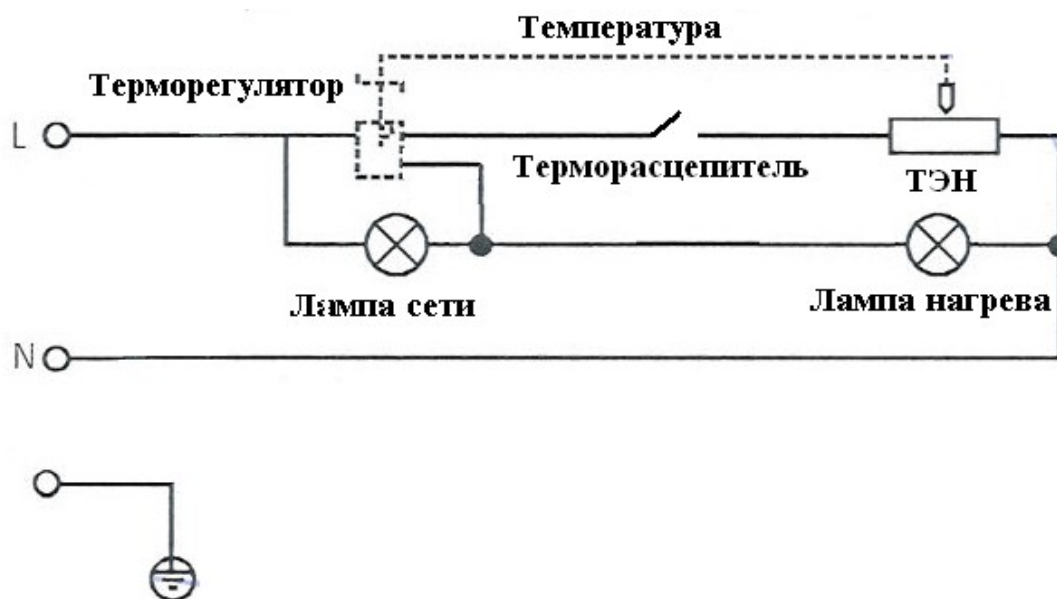 Температура
Терморегулятор
L
Терморасцепитель
ТЭН
Лампа сети
Лампа нагрева
N